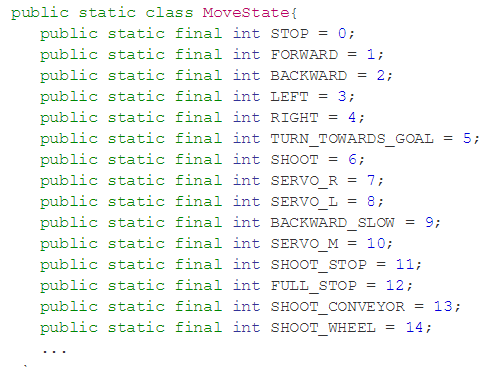 public static class MoveState{
public static final int STOP = 0;
public static final int FORWARD = 1;
public static final int BACKWARD = 2;
public static final int LEFT = 3;
public static final int RIGHT = 4;
public static final int TURN_TOWARDS_GOAL = 5;
public static final int SHOOT = 6;
public static final int SERVO_R = 7;
public static final int SERVO_L = 8;
public static final int BACKWARD_SLOW = 9;
public static final int SERVO_M = 10;
public static final int SHOOT_STOP = 11;
public static final int FULL_STOP = 12;
public static final int SHOOT_CONVEYOR = 13;
public static final int SHOOT_WHEEL = 14;
...